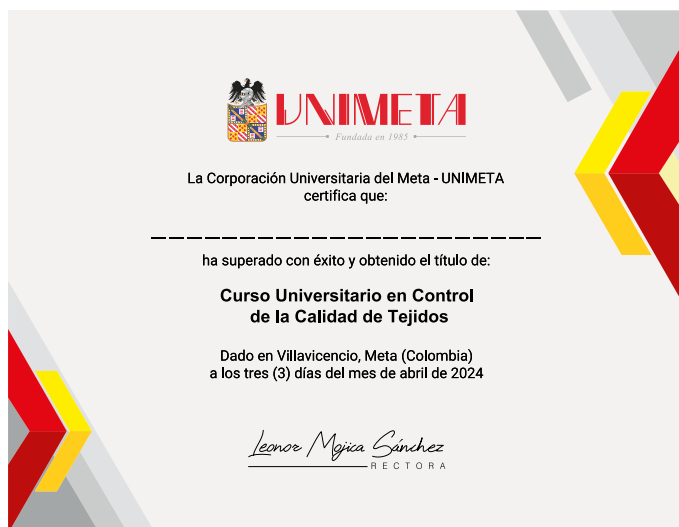 UNIMETA
Fundada en 1985
La Corporación Universitaria del Meta - UNIMETA
certifica que:
ha superado con éxito y obtenido el título de:
Curso Universitario en Control
de la Calidad de Tejidos
Dado en Villavicencio, Meta (Colombia)
a los tres (3) días del mes de abril de 2024
Leonor Mojica Sánchez
RECTORA